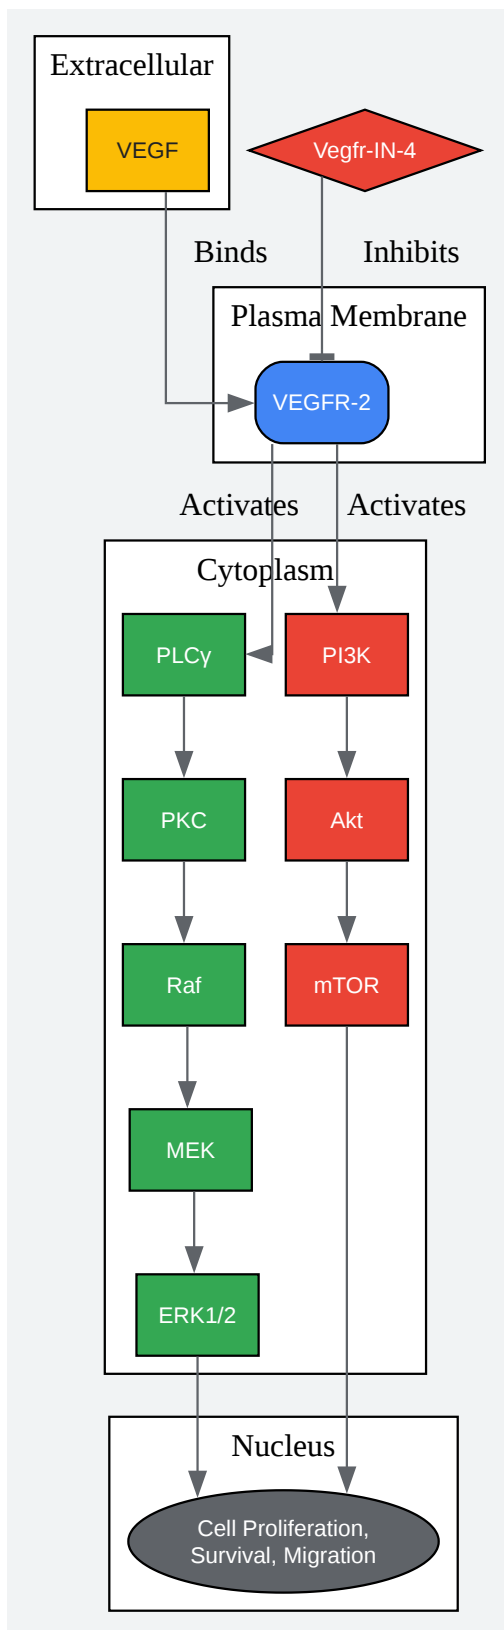 Extracellular
VEGF
Vegfr-IN-4
Binds
Inhibits
Plasma Membrane
VEGFR-2
Activates
Activates
Cytoplasm
PLCγ
PI3K
PKC
Akt
Raf
mTOR
MEK
ERK1/2
Nucleus
Cell Proliferation,
Survival, Migration